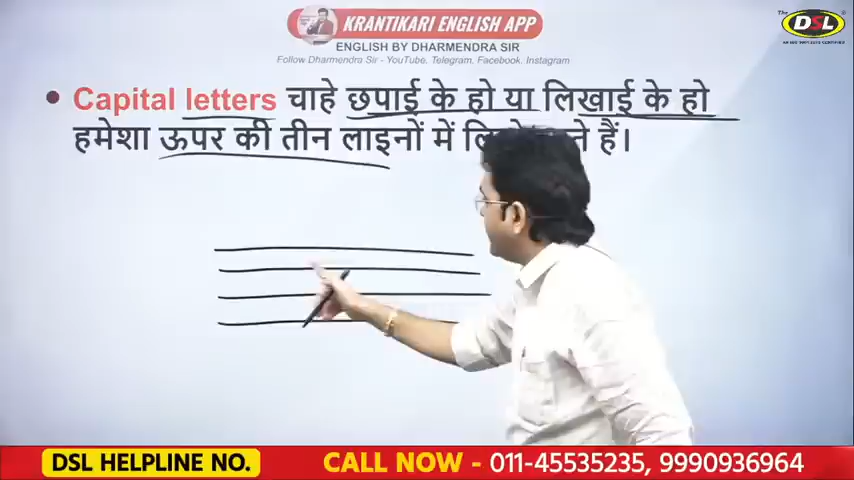 KRANTIKARI ENGLISH APP
ENGLISH BY DHARMENDRA SIR
Follow Dharmendra Sir - YouTube, Telegram, Facebook, Instagram
The DSL ®
Capital letters चाहे छपाई के हो या लिखाई के हो
हमेशा ऊपर की तीन लाइनों में हैं।
DSL HELPLINE NO. CALL NOW - 011-45535235, 9990936964